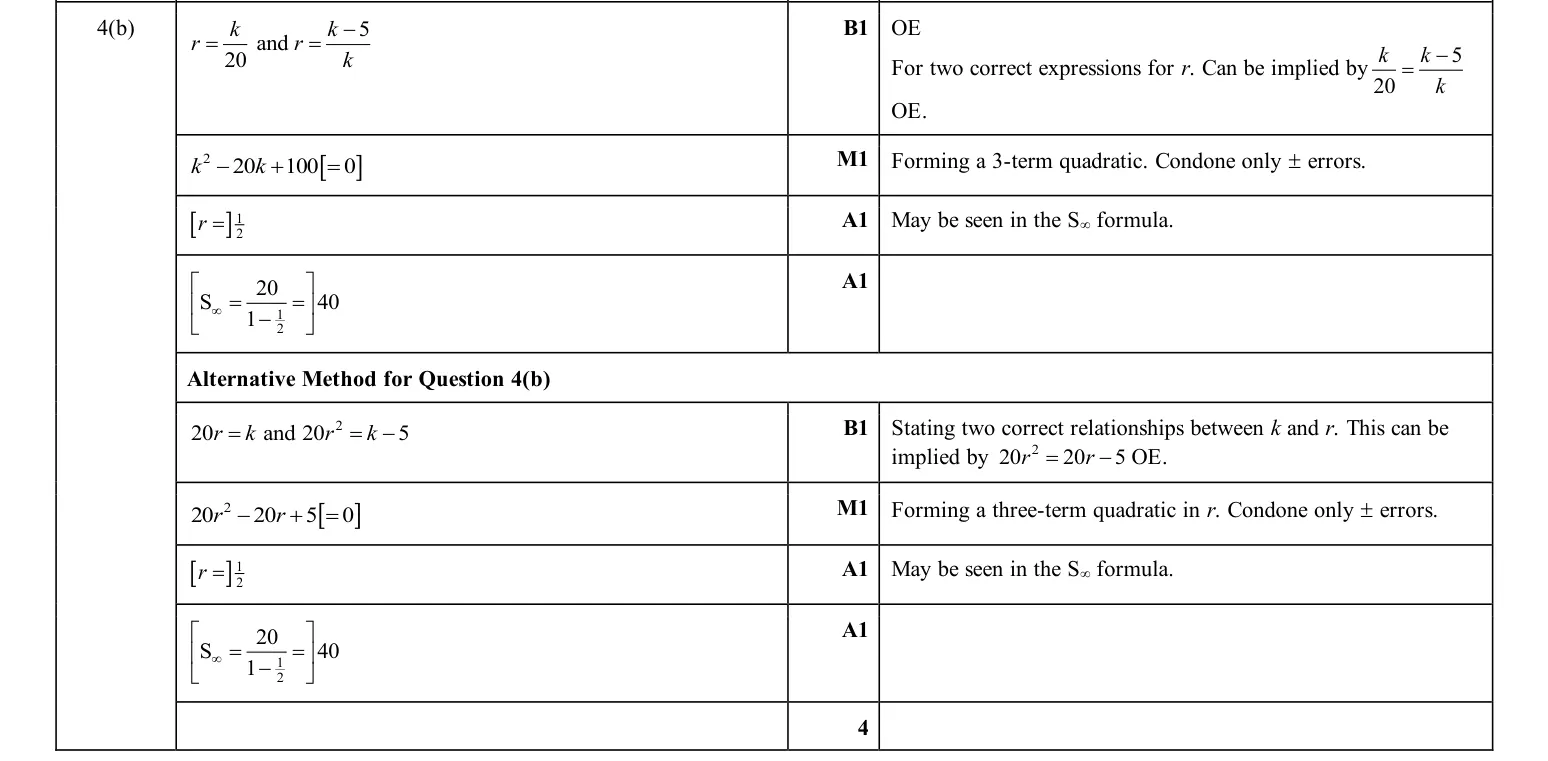 4(b)
r = k/20 and r = (k − 5)/k
B1
OE
For two correct expressions for r. Can be implied by k/20 = (k − 5)/k
OE.
k² − 20k + 100[= 0]
M1
Forming a 3-term quadratic. Condone only ± errors.
[r =] 1/2
A1
May be seen in the S∞ formula.
[S∞ = 20/(1 − 1/2) =] 40
A1
Alternative Method for Question 4(b)
20r = k and 20r² = k − 5
B1
Stating two correct relationships between k and r. This can be
implied by 20r² = 20r − 5 OE.
20r² − 20r + 5[= 0]
M1
Forming a three-term quadratic in r. Condone only ± errors.
[r =] 1/2
A1
May be seen in the S∞ formula.
[S∞ = 20/(1 − 1/2) =] 40
A1
4